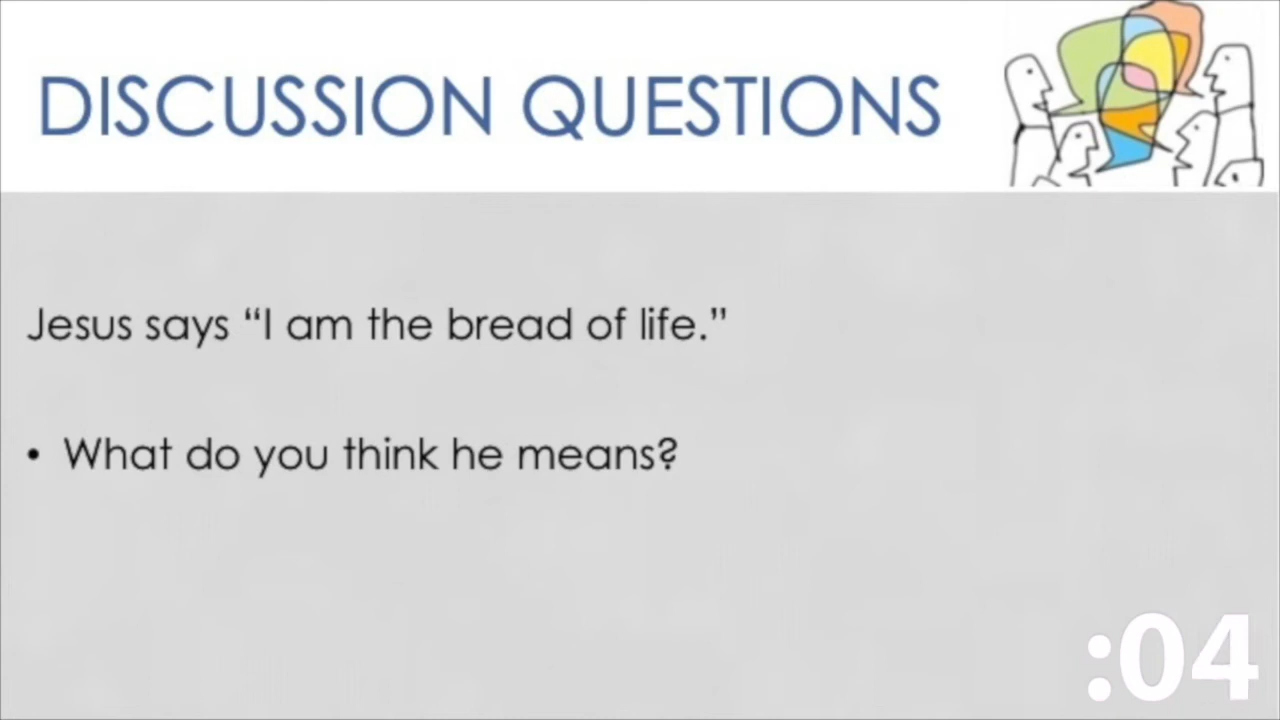 DISCUSSION QUESTIONS
Jesus says “I am the bread of life.”
• What do you think he means?
:04